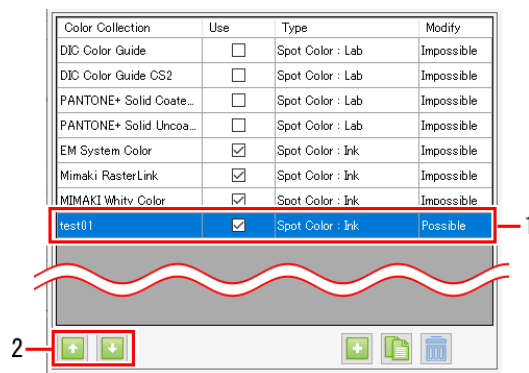 Color Collection Use Type Modify
DIC Color Guide Spot Color : Lab Impossible
DIC Color Guide CS2 Spot Color : Lab Impossible
PANTONE+ Solid Coate... Spot Color : Lab Impossible
PANTONE+ Solid Uncoa... Spot Color : Lab Impossible
EM System Color Spot Color : Ink Impossible
Mimaki RasterLink Spot Color : Ink Impossible
MIMAKI Whity Color Spot Color : Ink Impossible
test01 Spot Color : Ink Possible
1
2